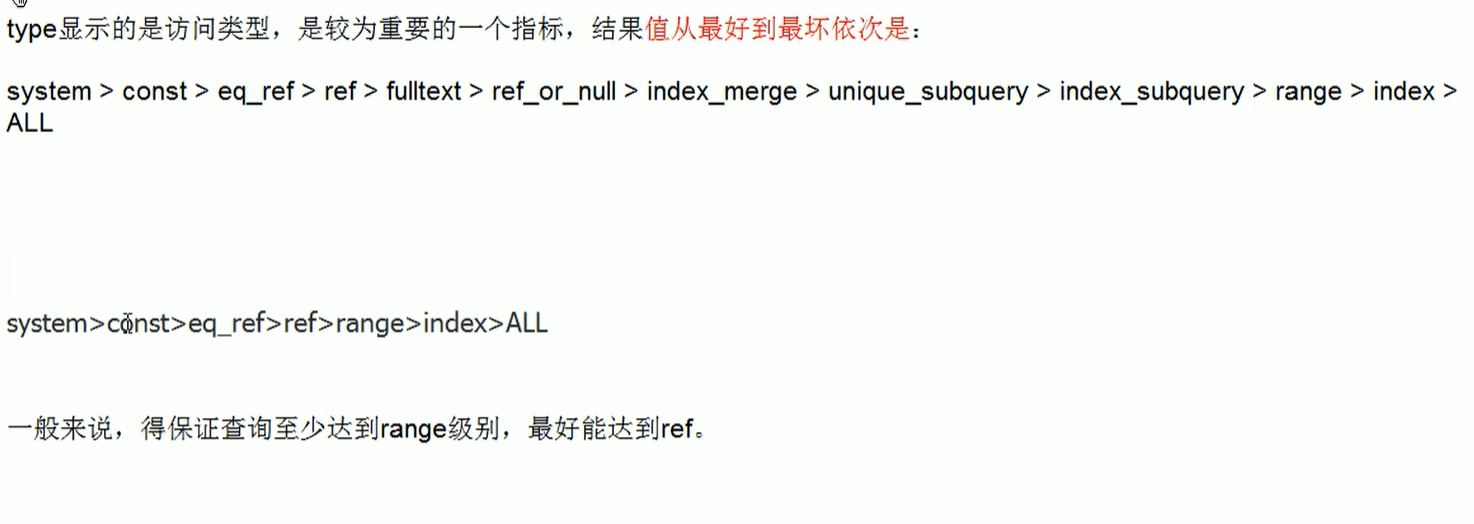 type显示的是访问类型，是较为重要的一个指标，结果值从最好到最坏依次是：
system > const > eq_ref > ref > fulltext > ref_or_null > index_merge > unique_subquery > index_subquery > range > index >
ALL
system>const>eq_ref>ref>range>index>ALL
一般来说，得保证查询至少达到range级别，最好能达到ref。